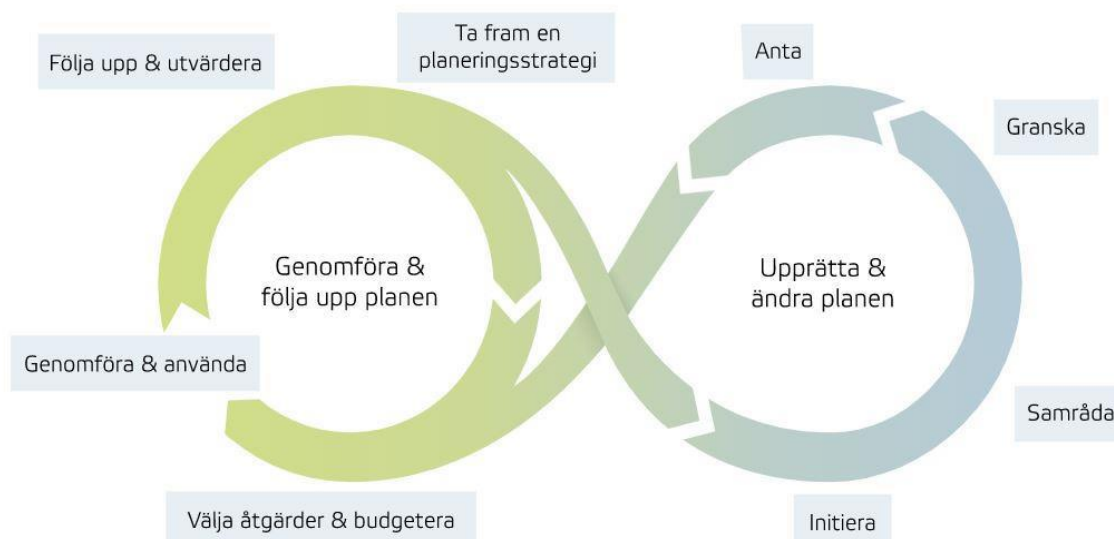 Ta fram en
planeringsstrategi
Följa upp & utvärdera
Anta
Granska
Genomföra &
följa upp planen
Upprätta &
ändra planen
Genomföra & använda
Samråda
Välja åtgärder & budgetera
Initiera